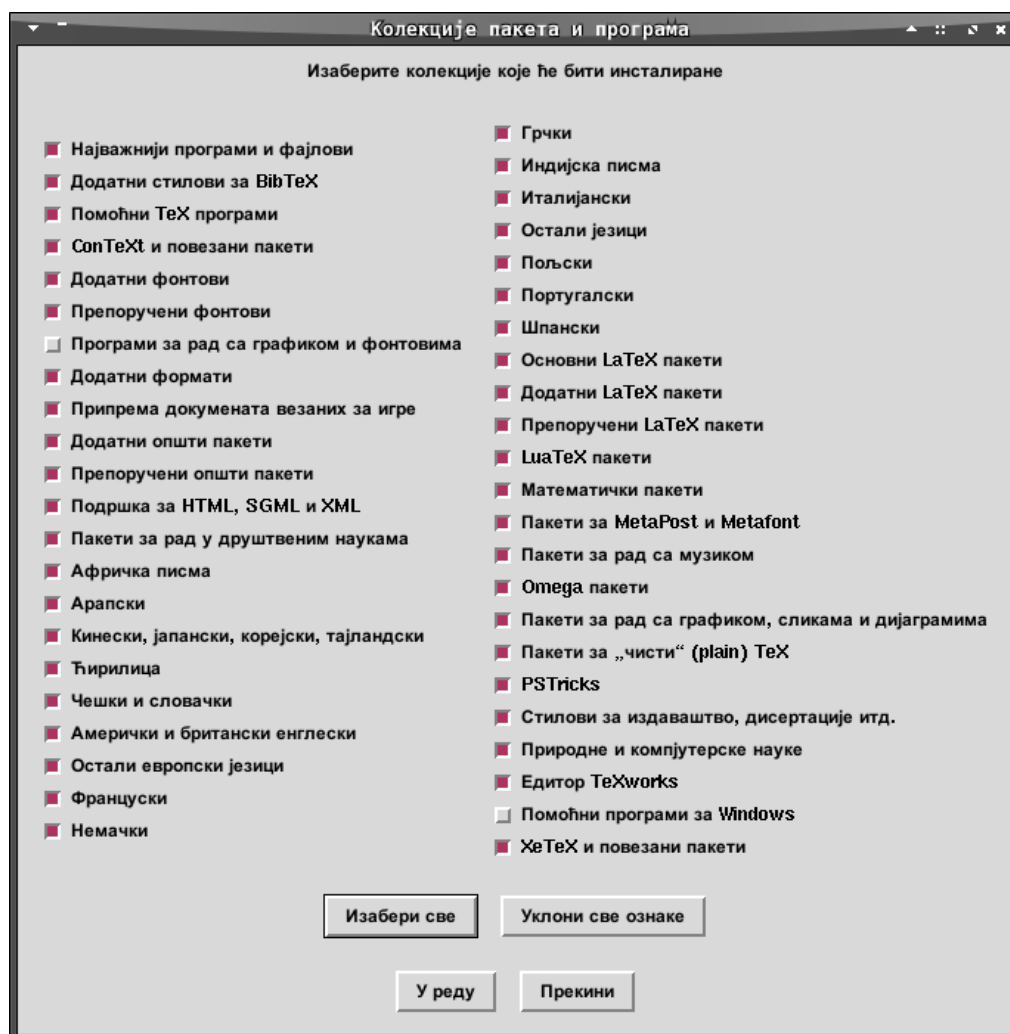 Колекције пакета и програма
Изаберите колекције које ће бити инсталиране
Најважнији програми и фајлови
Додатни стилови за BibTeX
Помоћни TeX програми
ConTeXt и повезани пакети
Додатни фонтови
Препоручени фонтови
Програми за рад са графиком и фонтовима
Додатни формати
Припрема докумената везаних за игре
Додатни општи пакети
Препоручени општи пакети
Подршка за HTML, SGML и XML
Пакети за рад у друштвеним наукама
Афричка писма
Арапски
Кинески, јапански, корејски, тајландски
Ћирилица
Чешки и словачки
Амерички и британски енглески
Остали европски језици
Француски
Немачки
Грчки
Индијска писма
Италијански
Остали језици
Пољски
Португалски
Шпански
Основни LaTeX пакети
Додатни LaTeX пакети
Препоручени LaTeX пакети
LuaTeX пакети
Математички пакети
Пакети за MetaPost и Metafont
Пакети за рад са музиком
Omega пакети
Пакети за рад са графиком, сликама и дијаграмима
Пакети за „чисти“ (plain) TeX
PSTricks
Стилови за издаваштво, дисертације итд.
Природне и компјутерске науке
Едитор TeXworks
Помоћни програми за Windows
XeTeX и повезани пакети
Изабери све
Уклони све ознаке
У реду
Прекини